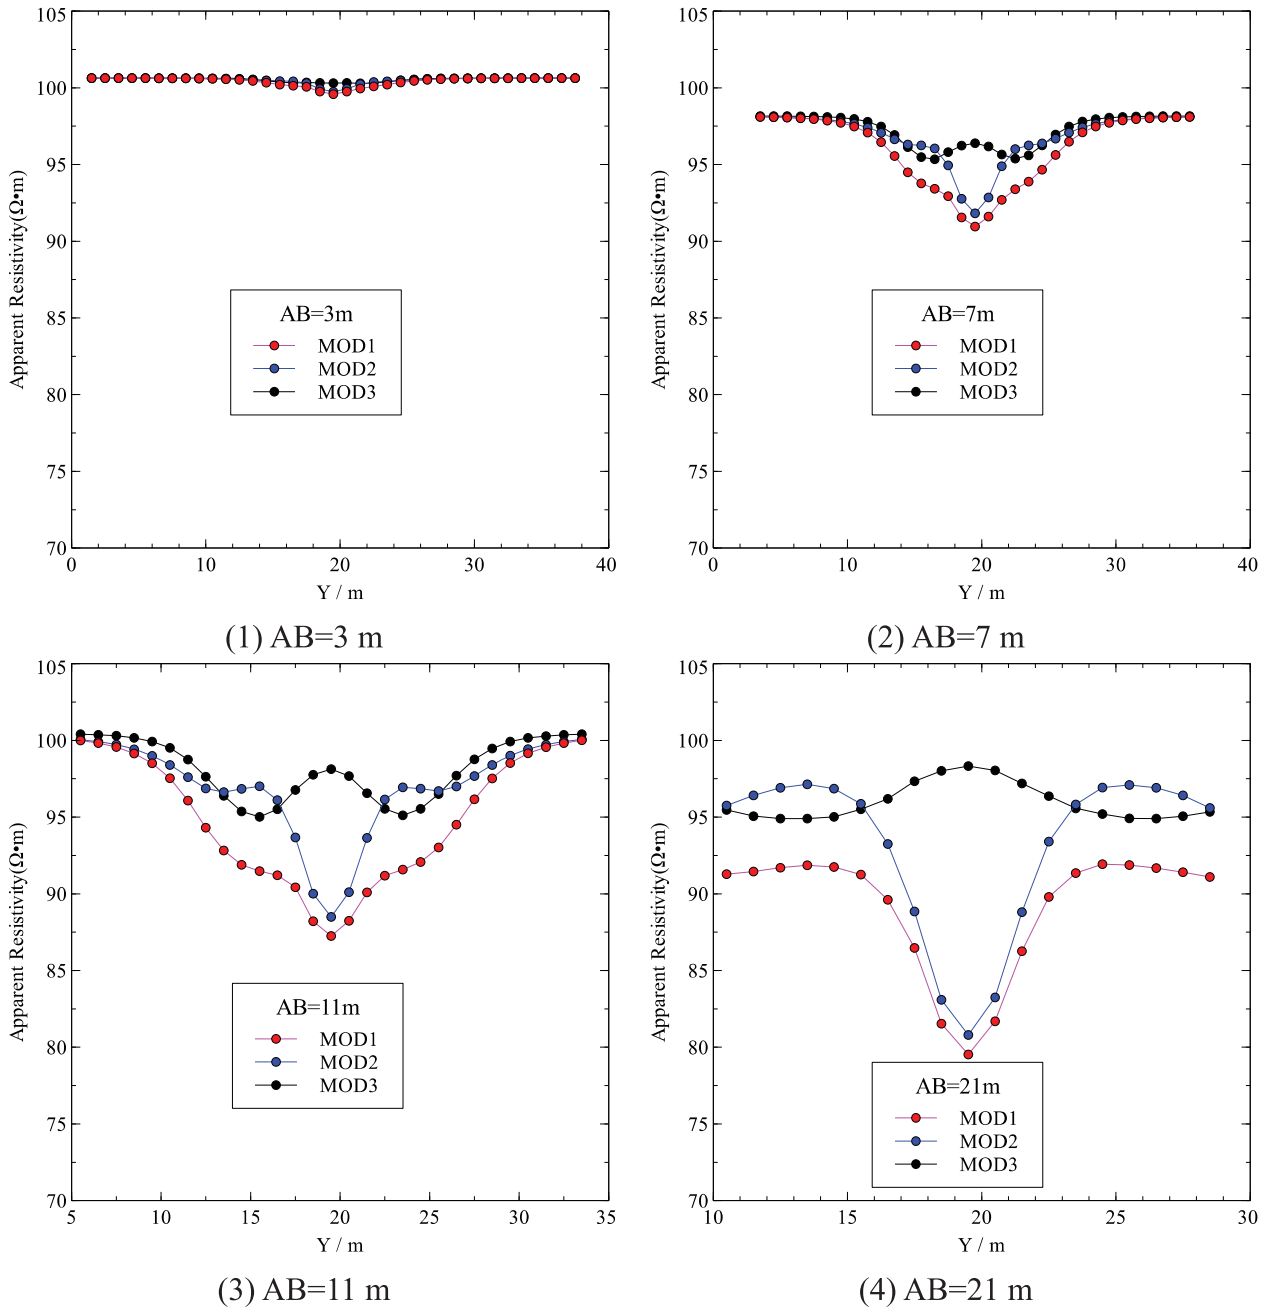 105
100
95
90
85
80
75
70
Apparent Resistivity(Ω•m)
AB=3m
MOD1
MOD2
MOD3
0
10
20
30
40
Y / m
(1) AB=3 m
105
100
95
90
85
80
75
70
Apparent Resistivity(Ω•m)
AB=7m
MOD1
MOD2
MOD3
0
10
20
30
40
Y / m
(2) AB=7 m
105
100
95
90
85
80
75
70
Apparent Resistivity(Ω•m)
AB=11m
MOD1
MOD2
MOD3
5
10
15
20
25
30
35
Y / m
(3) AB=11 m
105
100
95
90
85
80
75
70
Apparent Resistivity(Ω•m)
AB=21m
MOD1
MOD2
MOD3
10
15
20
25
30
Y / m
(4) AB=21 m